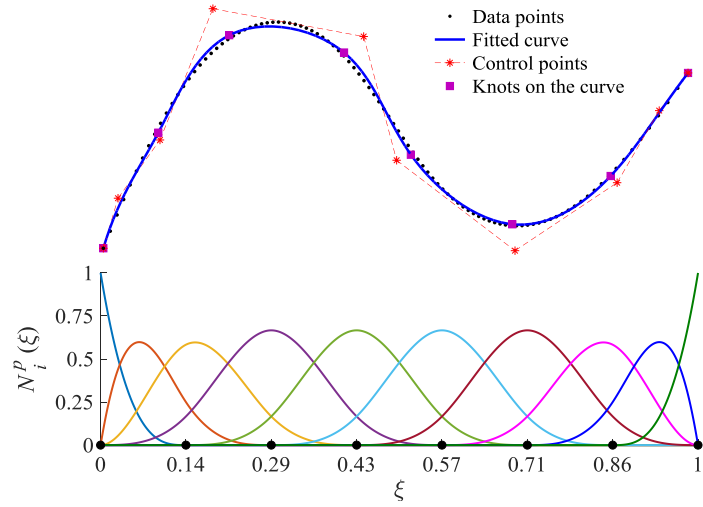 Data points
Fitted curve
Control points
Knots on the curve
1
0.75
0.5
0.25
0
N_i^p (ξ)
0 0.14 0.29 0.43 0.57 0.71 0.86 1
ξ